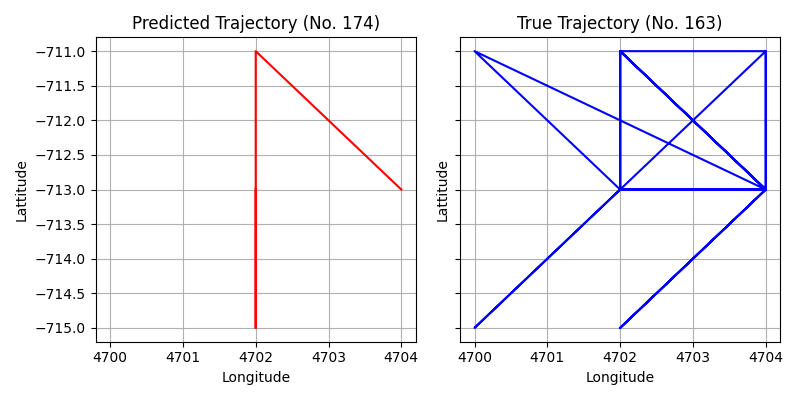 Predicted Trajectory (No. 174)
True Trajectory (No. 163)
−711.0
−711.5
−712.0
−712.5
−713.0
−713.5
−714.0
−714.5
−715.0
Lattitude
Lattitude
4700 4701 4702 4703 4704
4700 4701 4702 4703 4704
Longitude
Longitude